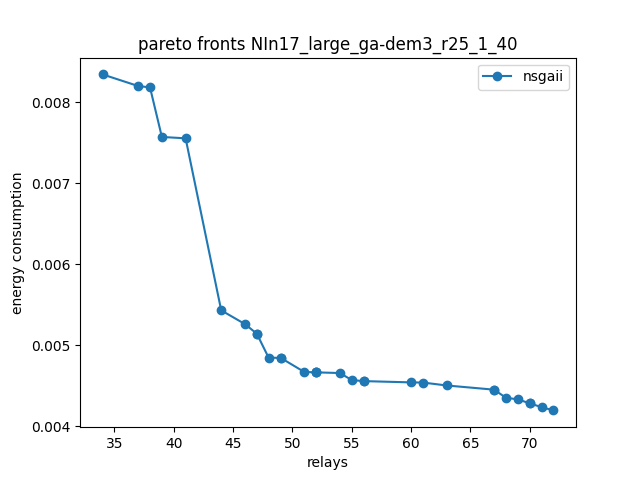 pareto fronts NIn17_large_ga-dem3_r25_1_40
nsgaii
0.008
0.007
0.006
0.005
0.004
energy consumption
35 40 45 50 55 60 65 70
relays